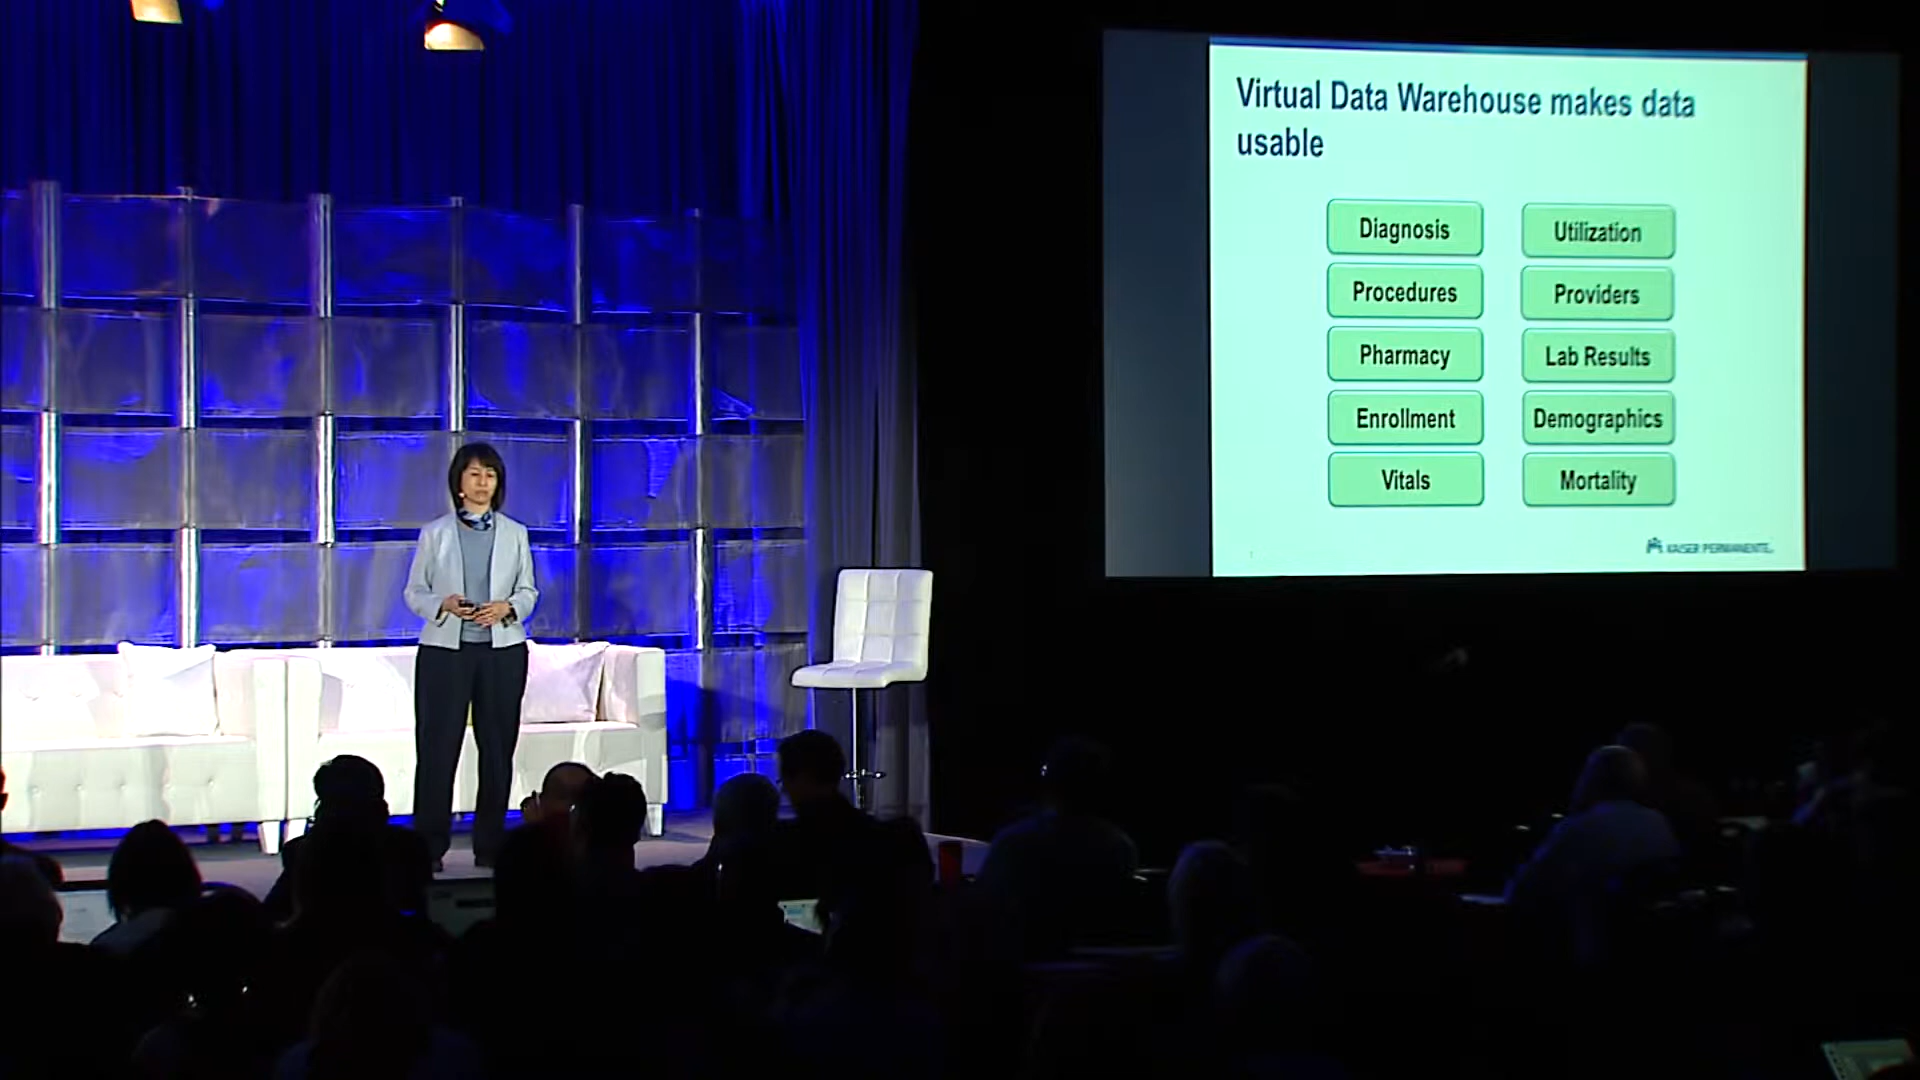 Virtual Data Warehouse makes data
usable
Diagnosis
Utilization
Procedures
Providers
Pharmacy
Lab Results
Enrollment
Demographics
Vitals
Mortality
KAISER PERMANENTE